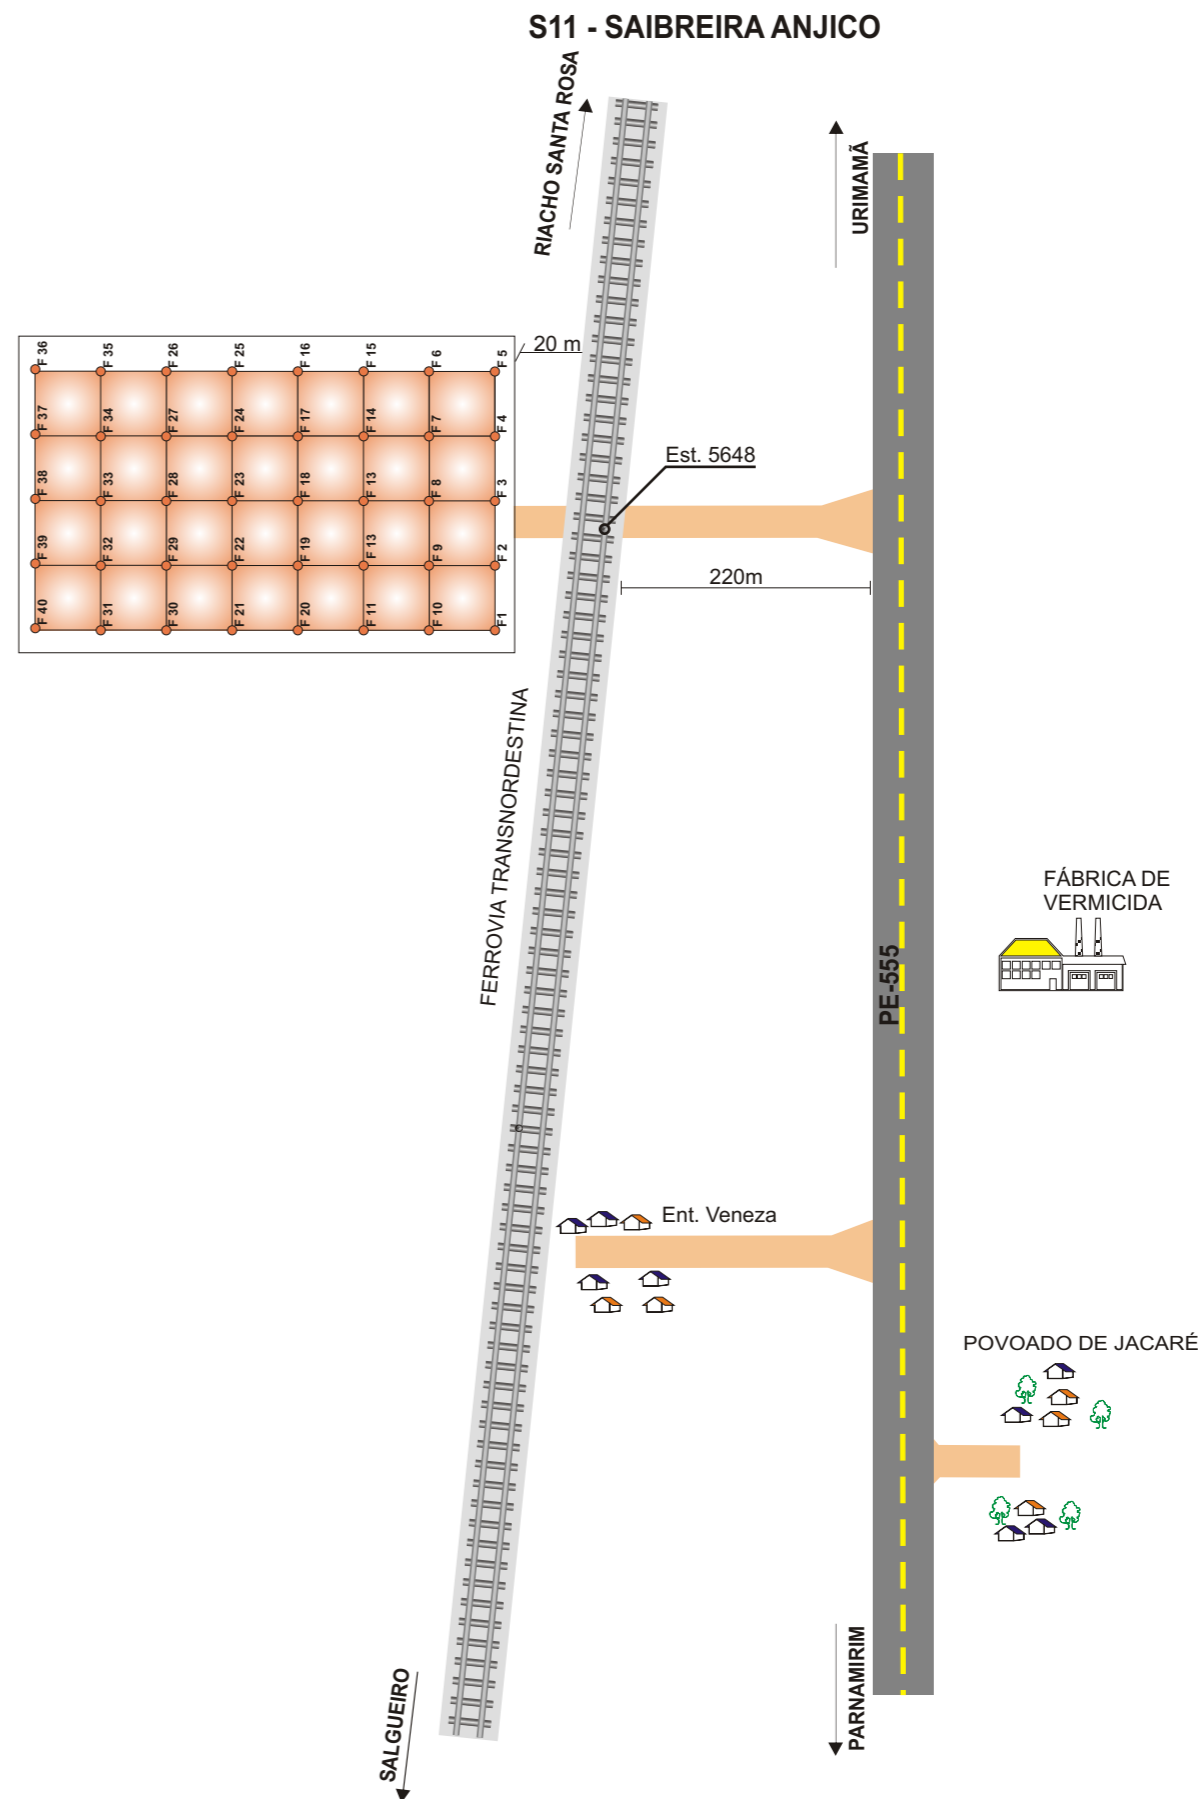 S11 - SAIBREIRA ANJICO
RIACHO SANTA ROSA
URIMAMÃ
F 36
F 35
F 26
F 25
F 16
F 15
F 6
F 5
20 m
F 37
F 34
F 27
F 24
F 17
F 14
F 7
F 4
Est. 5648
F 38
F 33
F 28
F 23
F 18
F 13
F 8
F 3
F 39
F 32
F 29
F 22
F 19
F 13
F 9
F 2
220m
F 40
F 31
F 30
F 21
F 20
F 11
F 10
F1
FERROVIA TRANSNORDESTINA
FÁBRICA DE
VERMICIDA
PE-555
Ent. Veneza
POVOADO DE JACARÉ
SALGUEIRO
PARNAMIRIM